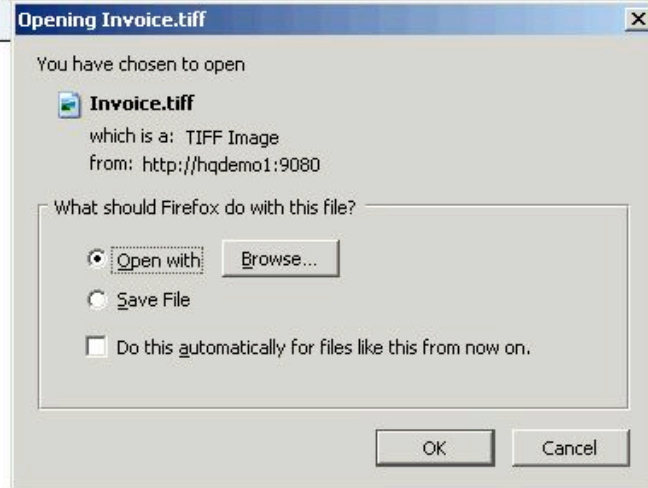 Opening Invoice.tiff
You have chosen to open
Invoice.tiff
which is a: TIFF Image
from: http://hqdemo1:9080
What should Firefox do with this file?
Open with Browse...
Save File
Do this automatically for files like this from now on.
OK Cancel